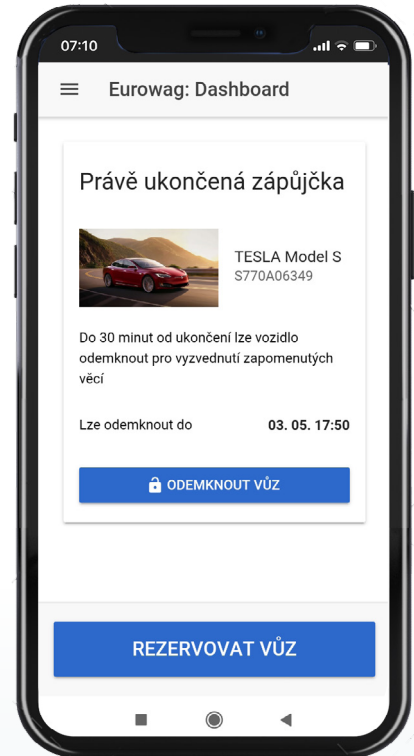 07:10
Eurowag: Dashboard
Právě ukončená zápůjčka
TESLA Model S
S770A06349
Do 30 minut od ukončení lze vozidlo
odemknout pro vyzvednutí zapomenutých
věcí
Lze odemknout do 03. 05. 17:50
ODEMKNOUT VŮZ
REZERVOVAT VŮZ